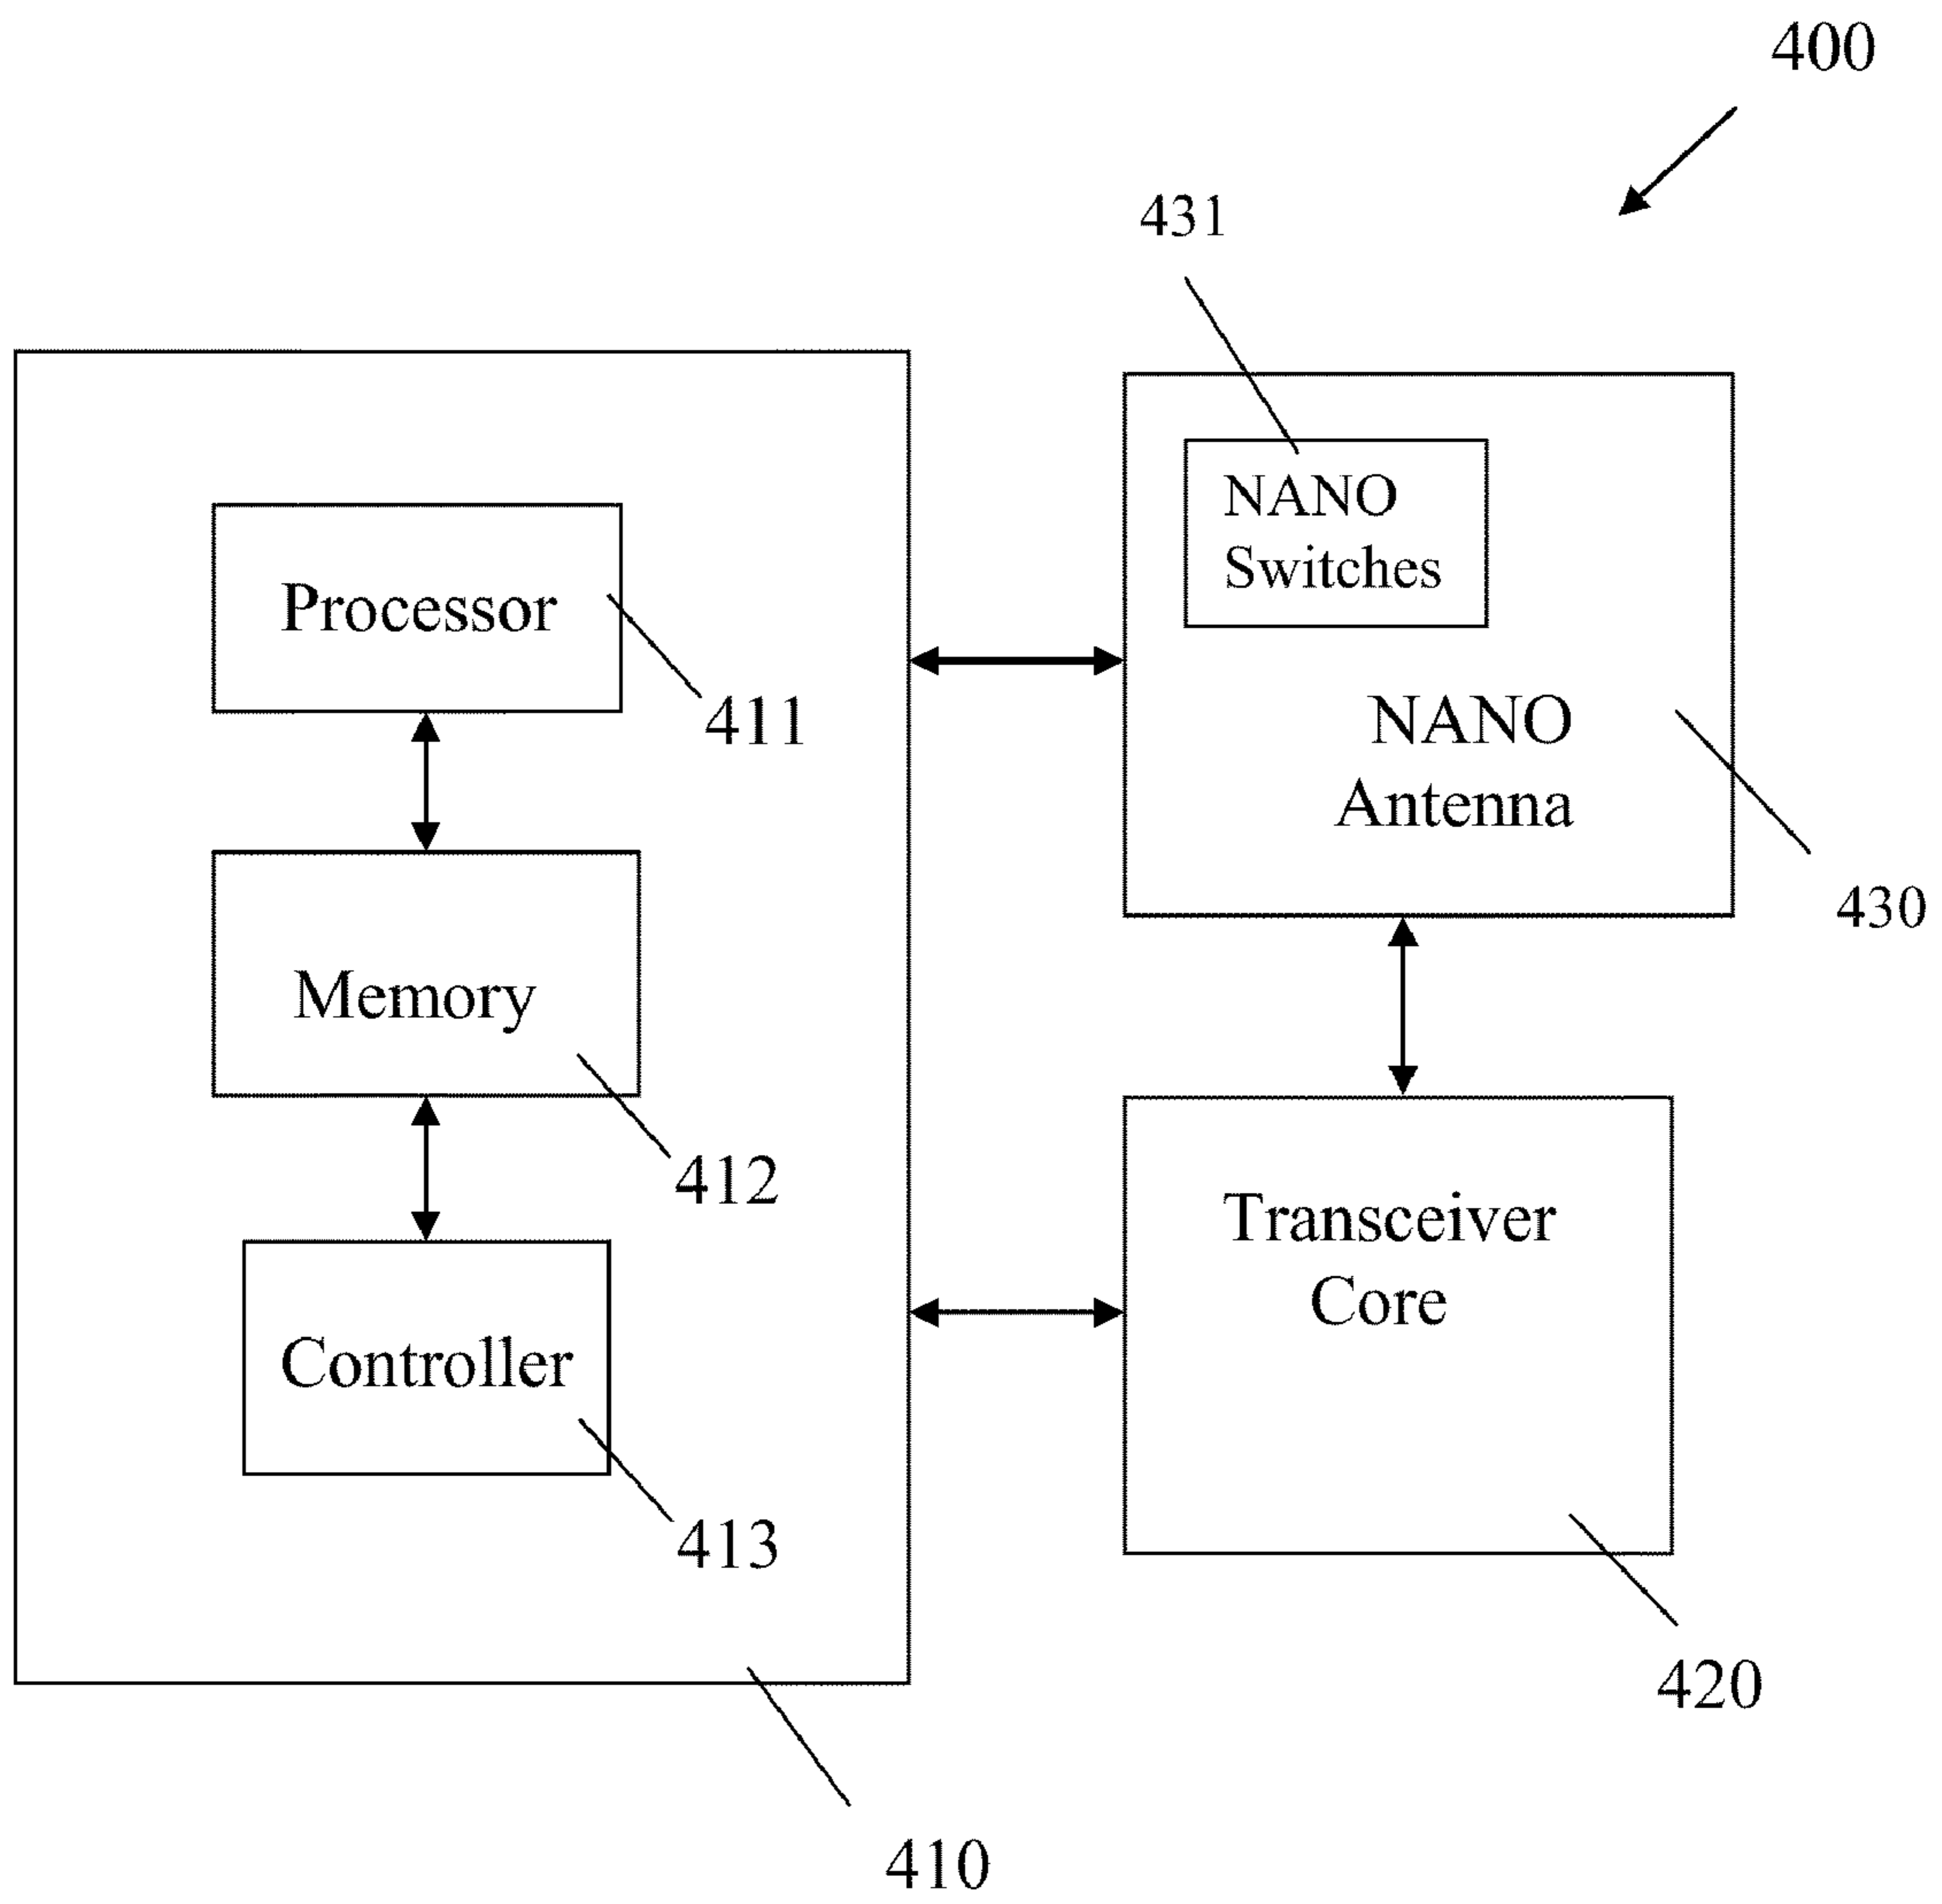 400
431
NANO
Switches
Processor
411
NANO
Antenna
430
Memory
412
Transceiver
Core
Controller
413
420
410